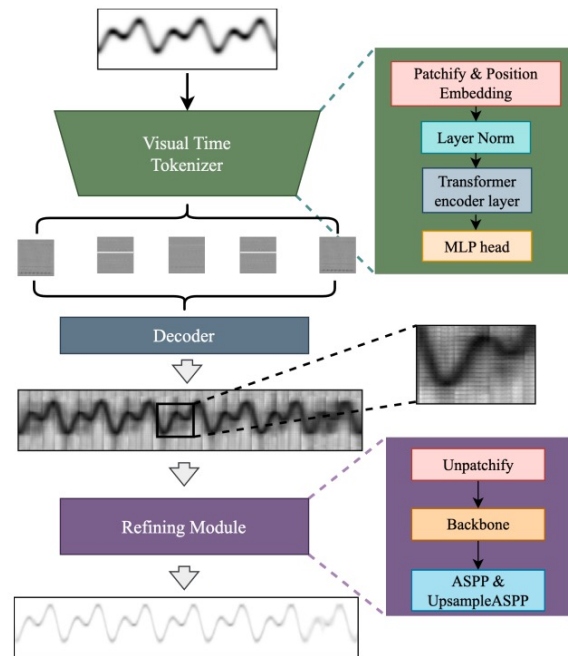 Patchify & Position
Embedding
Layer Norm
Transformer
encoder layer
MLP head
Visual Time
Tokenizer
Decoder
Unpatchify
Backbone
ASPP &
UpsampleASPP
Refining Module